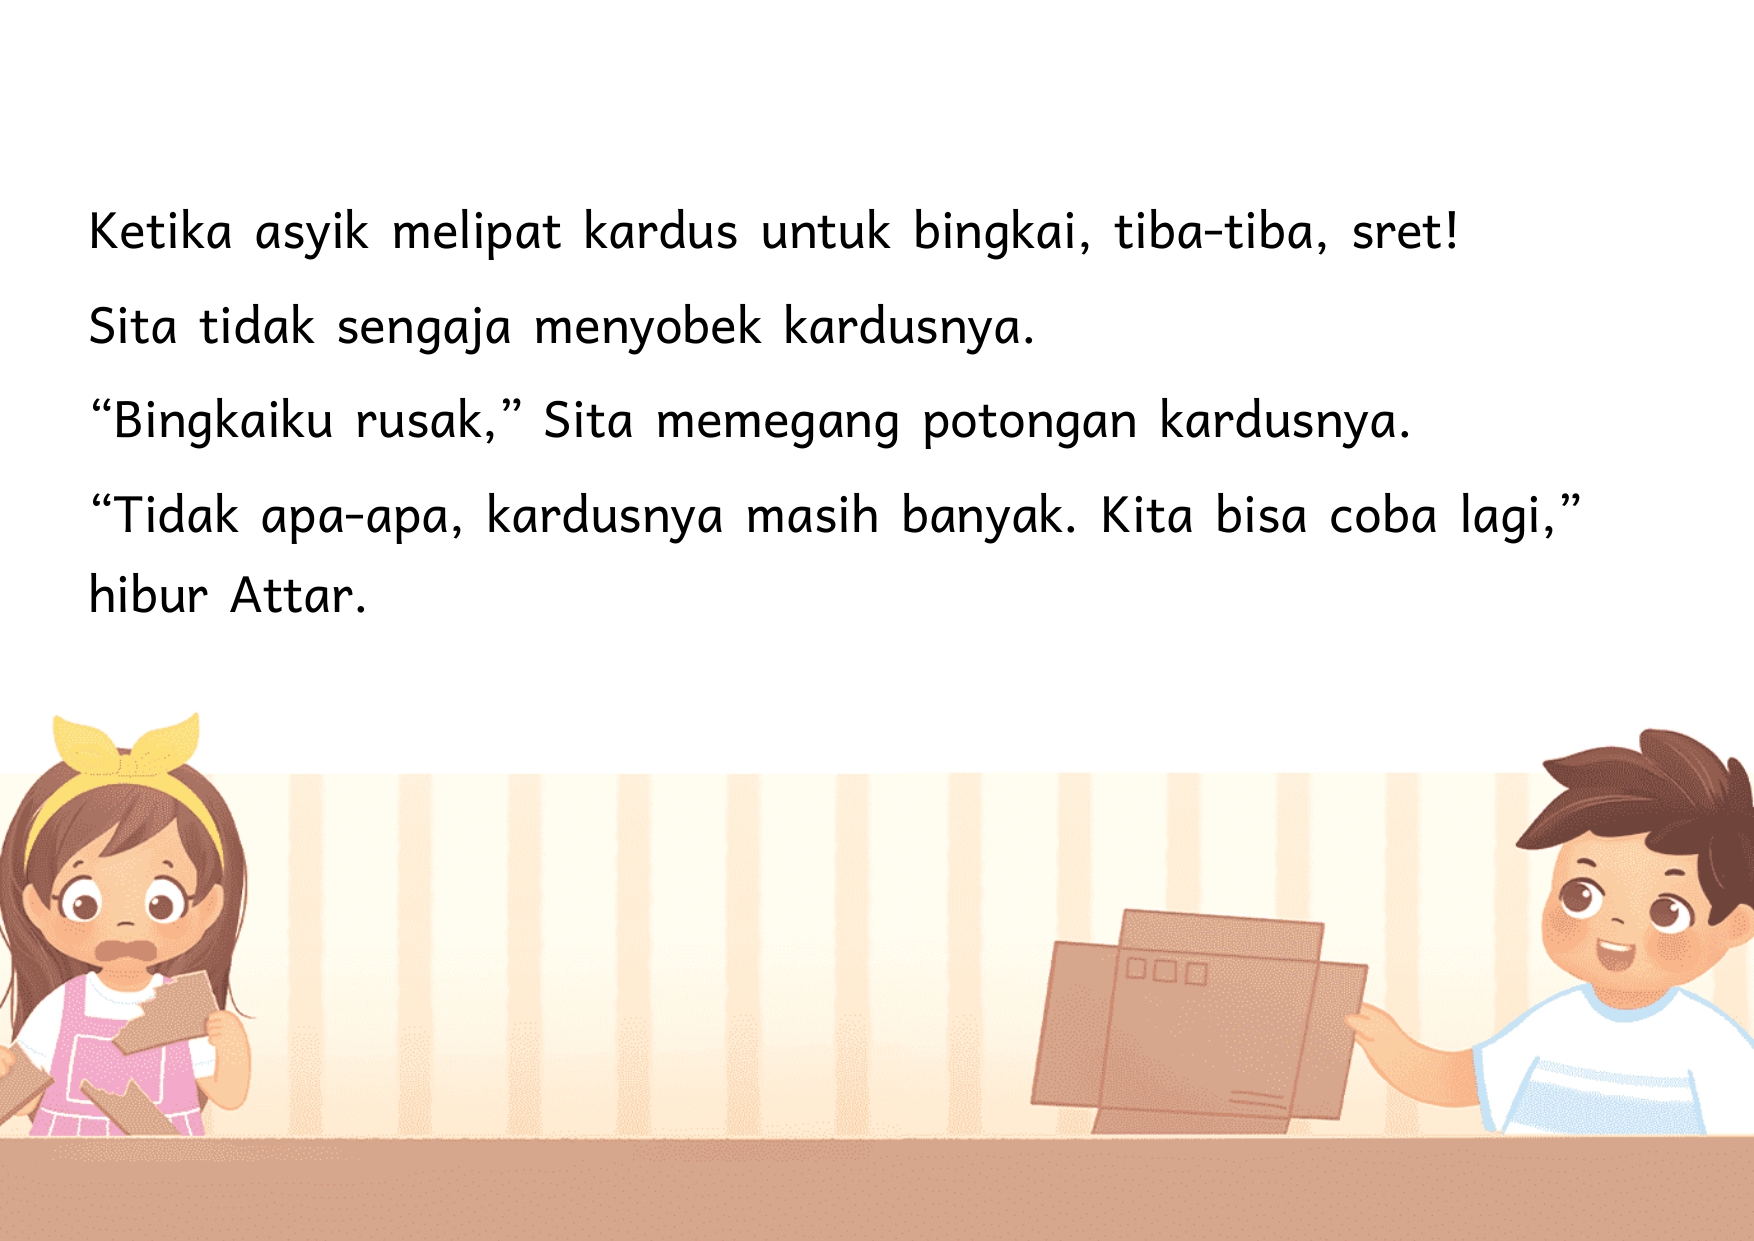 Ketika asyik melipat kardus untuk bingkai, tiba-tiba, sret!
Sita tidak sengaja menyobek kardusnya.
“Bingkaiku rusak,” Sita memegang potongan kardusnya.
“Tidak apa-apa, kardusnya masih banyak. Kita bisa coba lagi,”
hibur Attar.